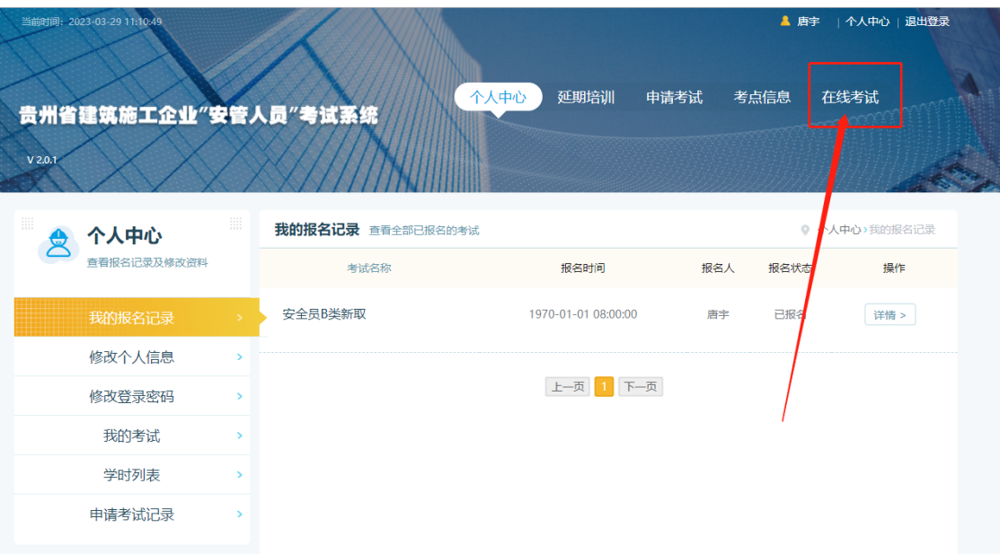 当前时间：2023-03-29 11:10:49
唐宇 | 个人中心 | 退出登录
个人中心 延期培训 申请考试 考点信息 在线考试
贵州省建筑施工企业“安管人员”考试系统
V 2.0.1
个人中心
查看报名记录及修改资料
我的报名记录 >
修改个人信息 >
修改登录密码 >
我的考试 >
学时列表 >
申请考试记录 >
我的报名记录 查看全部已报名的考试
个人中心>我的报名记录
考试名称 报名时间 报名人 报名状态 操作
安全员B类新取 1970-01-01 08:00:00 唐宇 已报名 详情 >
上一页 1 下一页